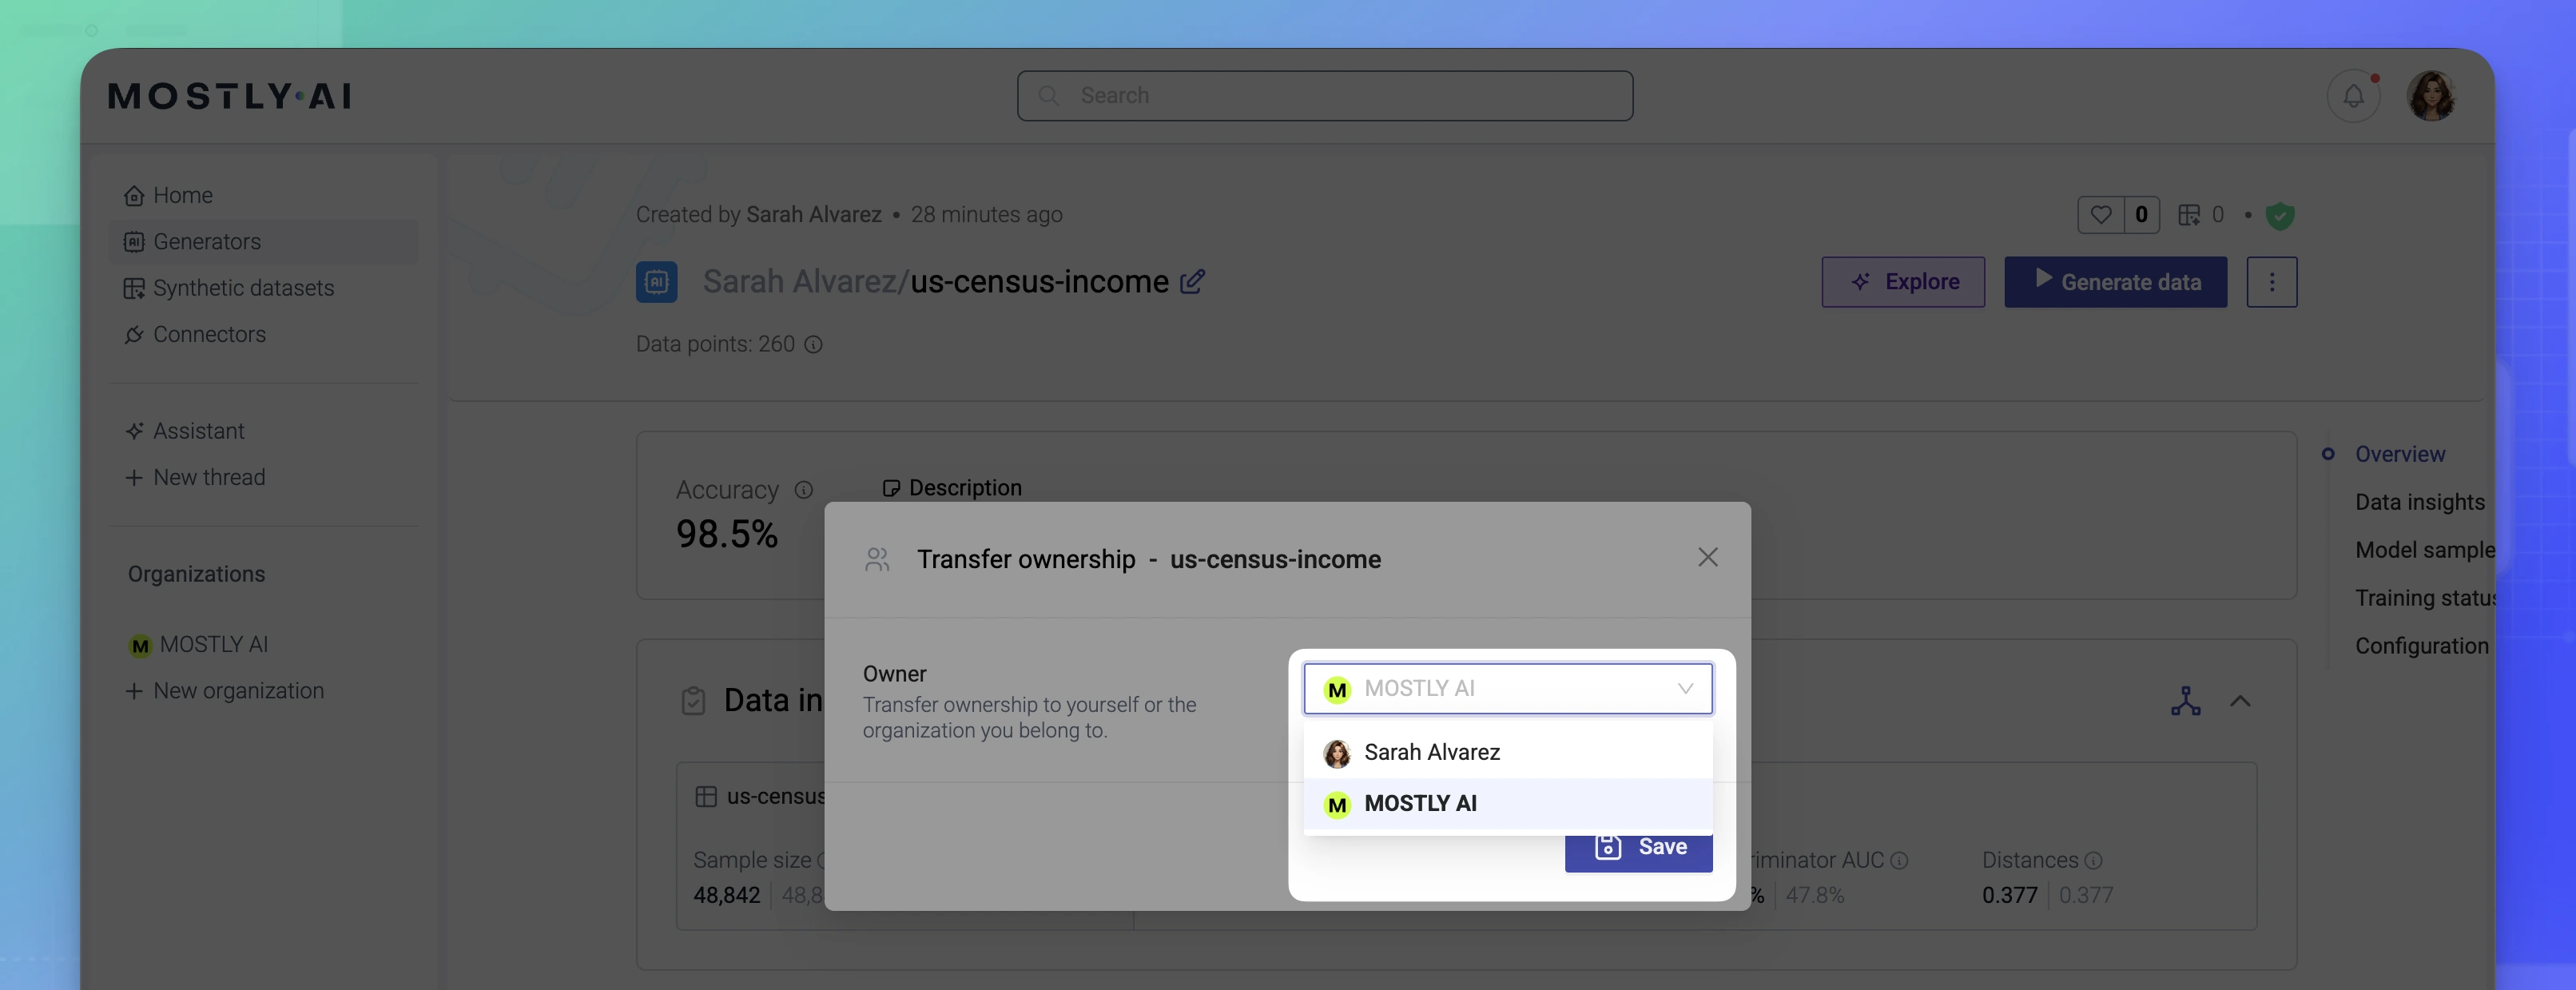 MOSTLY AI
Search
Home
Generators
Synthetic datasets
Connectors
Assistant
New thread
Organizations
M MOSTLY AI
New organization
Created by Sarah Alvarez • 28 minutes ago
0 0 •
AI Sarah Alvarez/us-census-income
Explore
Generate data
Data points: 260
Accuracy
98.5%
Description
Overview
Data insights
Model sample
Training status
Configuration
Transfer ownership - us-census-income
Owner
Transfer ownership to yourself or the
organization you belong to.
M MOSTLY AI
Sarah Alvarez
M MOSTLY AI
Save
Data in
us-census
Sample size
48,842 48,8
riminator AUC
% 47.8%
Distances
0.377 0.377